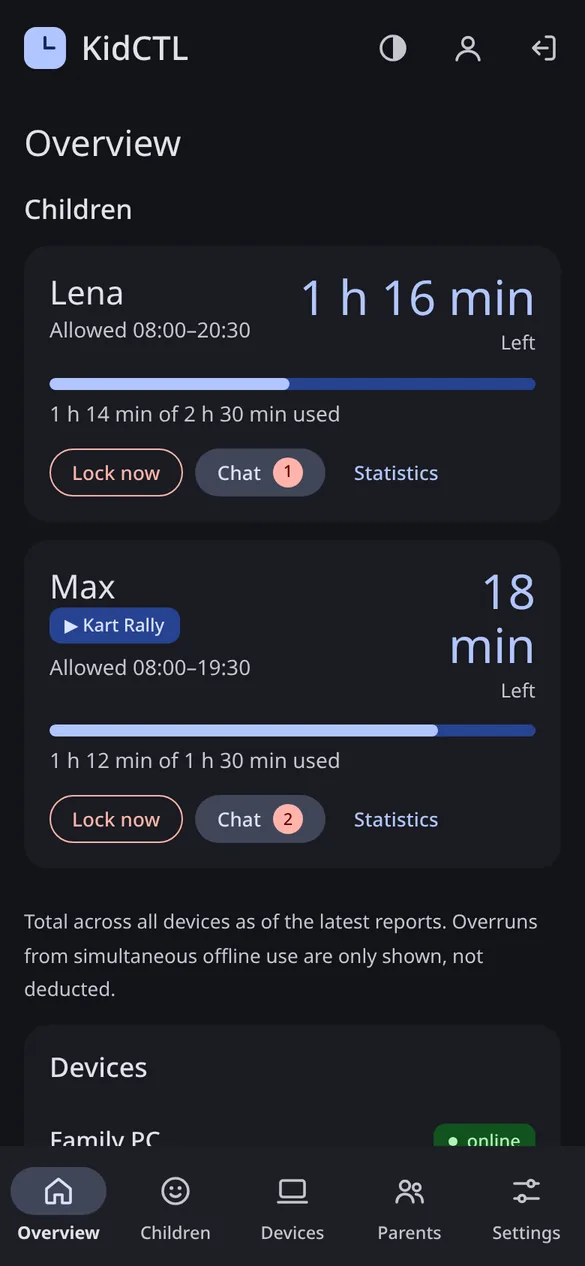 KidCTL
Overview
Children
Lena
1 h 16 min
Allowed 08:00–20:30
Left
1 h 14 min of 2 h 30 min used
Lock now
Chat 1
Statistics
Max
18
min
▶ Kart Rally
Allowed 08:00–19:30
Left
1 h 12 min of 1 h 30 min used
Lock now
Chat 2
Statistics
Total across all devices as of the latest reports. Overruns
from simultaneous offline use are only shown, not
deducted.
Devices
Family PC
online
Overview
Children
Devices
Parents
Settings